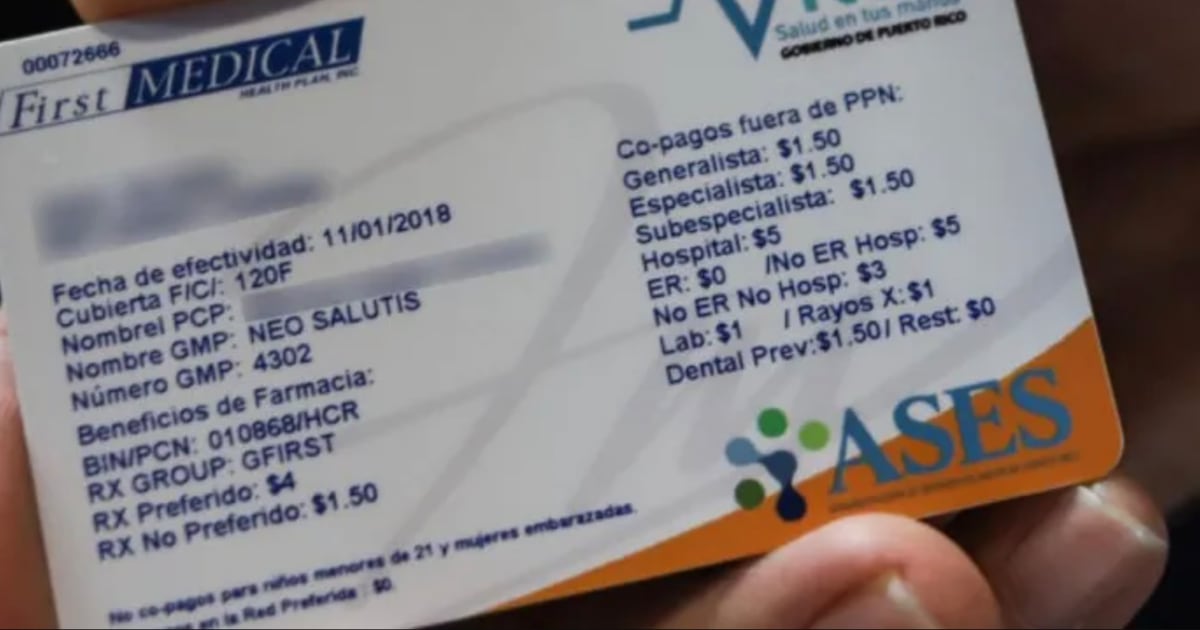 00072666
First MEDICAL
HEALTH PLAN, INC.
Fecha de efectividad: 11/01/2018
Cubierta F/C/: 120F
Nombrel PCP:
Nombre GMP: NEO SALUTIS
Número GMP: 4302
Beneficios de Farmacia:
BIN/PCN: 010868/HCR
RX GROUP: GFIRST
RX Preferido: $4
RX No Preferido: $1.50
No co-pagos para niños menores de 21 y mujeres embarazadas.
en la Red Preferida : $0.
Salud en tus manos
GOBIERNO DE PUERTO RICO
Co-pagos fuera de PPN:
Generalista: $1.50
Especialista: $1.50
Subespecialista: $1.50
Hospital: $5
ER: $0 /No ER Hosp: $5
No ER No Hosp: $3
Lab: $1 / Rayos X: $1
Dental Prev:$1.50/ Rest: $0
ASES